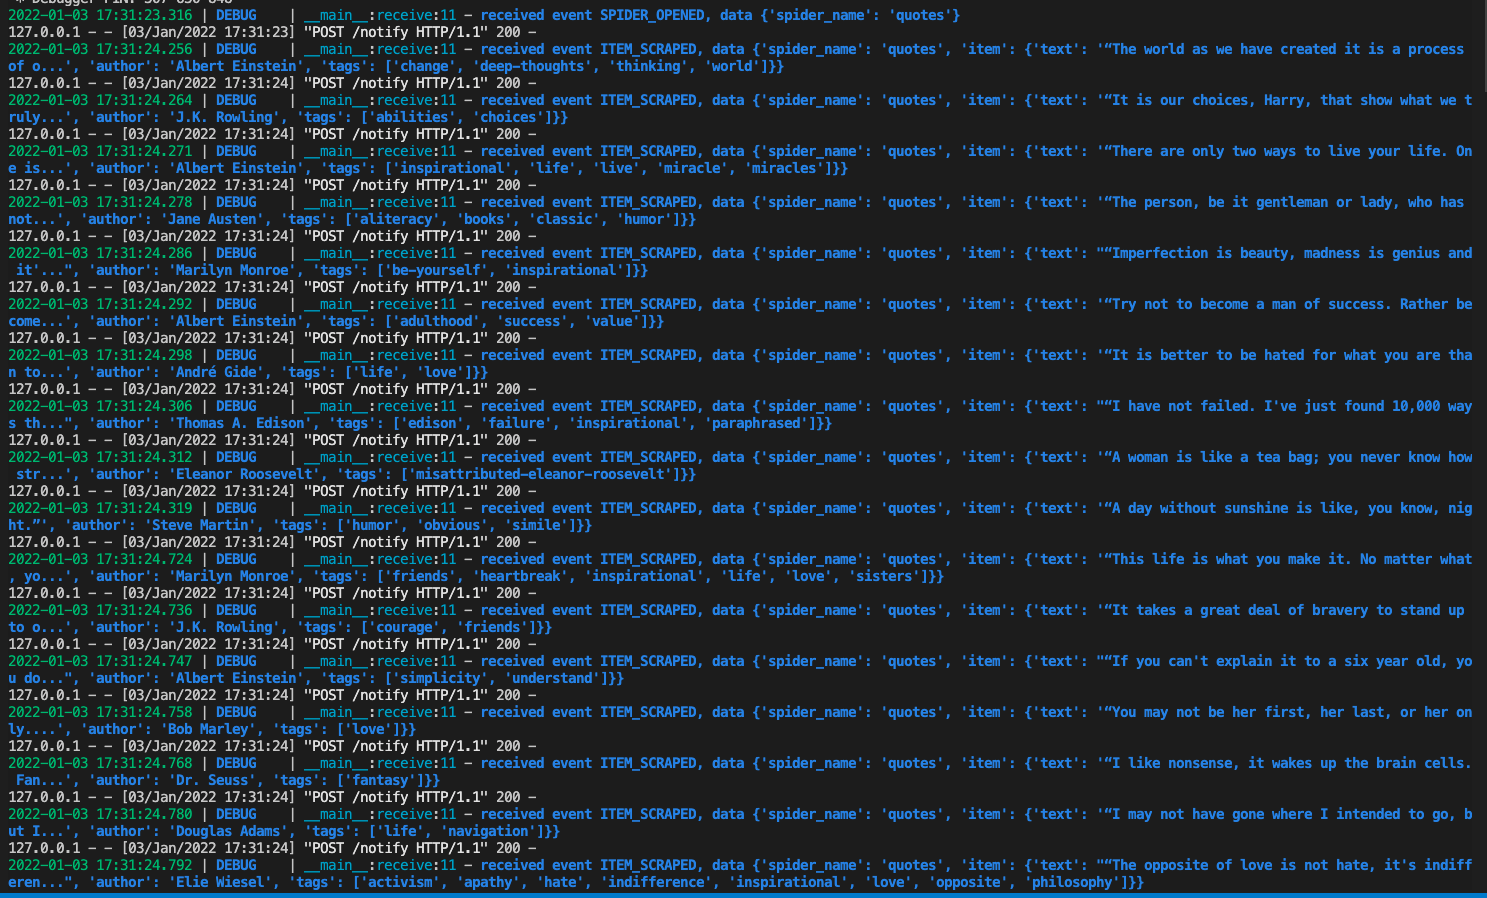 * Debugger PIN: 307-630-848
2022-01-03 17:31:23.316 | DEBUG    | __main__:receive:11 - received event SPIDER_OPENED, data {'spider_name': 'quotes'}
127.0.0.1 - - [03/Jan/2022 17:31:23] "POST /notify HTTP/1.1" 200 -
2022-01-03 17:31:24.256 | DEBUG    | __main__:receive:11 - received event ITEM_SCRAPED, data {'spider_name': 'quotes', 'item': {'text': '“The world as we have created it is a process
of o...', 'author': 'Albert Einstein', 'tags': ['change', 'deep-thoughts', 'thinking', 'world']}}
127.0.0.1 - - [03/Jan/2022 17:31:24] "POST /notify HTTP/1.1" 200 -
2022-01-03 17:31:24.264 | DEBUG    | __main__:receive:11 - received event ITEM_SCRAPED, data {'spider_name': 'quotes', 'item': {'text': '“It is our choices, Harry, that show what we t
ruly...', 'author': 'J.K. Rowling', 'tags': ['abilities', 'choices']}}
127.0.0.1 - - [03/Jan/2022 17:31:24] "POST /notify HTTP/1.1" 200 -
2022-01-03 17:31:24.271 | DEBUG    | __main__:receive:11 - received event ITEM_SCRAPED, data {'spider_name': 'quotes', 'item': {'text': '“There are only two ways to live your life. On
e is...', 'author': 'Albert Einstein', 'tags': ['inspirational', 'life', 'live', 'miracle', 'miracles']}}
127.0.0.1 - - [03/Jan/2022 17:31:24] "POST /notify HTTP/1.1" 200 -
2022-01-03 17:31:24.278 | DEBUG    | __main__:receive:11 - received event ITEM_SCRAPED, data {'spider_name': 'quotes', 'item': {'text': '“The person, be it gentleman or lady, who has
not...', 'author': 'Jane Austen', 'tags': ['aliteracy', 'books', 'classic', 'humor']}}
127.0.0.1 - - [03/Jan/2022 17:31:24] "POST /notify HTTP/1.1" 200 -
2022-01-03 17:31:24.286 | DEBUG    | __main__:receive:11 - received event ITEM_SCRAPED, data {'spider_name': 'quotes', 'item': {'text': "“Imperfection is beauty, madness is genius and
it'...", 'author': 'Marilyn Monroe', 'tags': ['be-yourself', 'inspirational']}}
127.0.0.1 - - [03/Jan/2022 17:31:24] "POST /notify HTTP/1.1" 200 -
2022-01-03 17:31:24.292 | DEBUG    | __main__:receive:11 - received event ITEM_SCRAPED, data {'spider_name': 'quotes', 'item': {'text': '“Try not to become a man of success. Rather be
come...', 'author': 'Albert Einstein', 'tags': ['adulthood', 'success', 'value']}}
127.0.0.1 - - [03/Jan/2022 17:31:24] "POST /notify HTTP/1.1" 200 -
2022-01-03 17:31:24.298 | DEBUG    | __main__:receive:11 - received event ITEM_SCRAPED, data {'spider_name': 'quotes', 'item': {'text': '“It is better to be hated for what you are tha
n to...', 'author': 'André Gide', 'tags': ['life', 'love']}}
127.0.0.1 - - [03/Jan/2022 17:31:24] "POST /notify HTTP/1.1" 200 -
2022-01-03 17:31:24.306 | DEBUG    | __main__:receive:11 - received event ITEM_SCRAPED, data {'spider_name': 'quotes', 'item': {'text': "“I have not failed. I've just found 10,000 way
s th...", 'author': 'Thomas A. Edison', 'tags': ['edison', 'failure', 'inspirational', 'paraphrased']}}
127.0.0.1 - - [03/Jan/2022 17:31:24] "POST /notify HTTP/1.1" 200 -
2022-01-03 17:31:24.312 | DEBUG    | __main__:receive:11 - received event ITEM_SCRAPED, data {'spider_name': 'quotes', 'item': {'text': '“A woman is like a tea bag; you never know how
str...', 'author': 'Eleanor Roosevelt', 'tags': ['misattributed-eleanor-roosevelt']}}
127.0.0.1 - - [03/Jan/2022 17:31:24] "POST /notify HTTP/1.1" 200 -
2022-01-03 17:31:24.319 | DEBUG    | __main__:receive:11 - received event ITEM_SCRAPED, data {'spider_name': 'quotes', 'item': {'text': '“A day without sunshine is like, you know, nig
ht.”', 'author': 'Steve Martin', 'tags': ['humor', 'obvious', 'simile']}}
127.0.0.1 - - [03/Jan/2022 17:31:24] "POST /notify HTTP/1.1" 200 -
2022-01-03 17:31:24.724 | DEBUG    | __main__:receive:11 - received event ITEM_SCRAPED, data {'spider_name': 'quotes', 'item': {'text': '“This life is what you make it. No matter what
, yo...', 'author': 'Marilyn Monroe', 'tags': ['friends', 'heartbreak', 'inspirational', 'life', 'love', 'sisters']}}
127.0.0.1 - - [03/Jan/2022 17:31:24] "POST /notify HTTP/1.1" 200 -
2022-01-03 17:31:24.736 | DEBUG    | __main__:receive:11 - received event ITEM_SCRAPED, data {'spider_name': 'quotes', 'item': {'text': '“It takes a great deal of bravery to stand up
to o...', 'author': 'J.K. Rowling', 'tags': ['courage', 'friends']}}
127.0.0.1 - - [03/Jan/2022 17:31:24] "POST /notify HTTP/1.1" 200 -
2022-01-03 17:31:24.747 | DEBUG    | __main__:receive:11 - received event ITEM_SCRAPED, data {'spider_name': 'quotes', 'item': {'text': "“If you can't explain it to a six year old, yo
u do...", 'author': 'Albert Einstein', 'tags': ['simplicity', 'understand']}}
127.0.0.1 - - [03/Jan/2022 17:31:24] "POST /notify HTTP/1.1" 200 -
2022-01-03 17:31:24.758 | DEBUG    | __main__:receive:11 - received event ITEM_SCRAPED, data {'spider_name': 'quotes', 'item': {'text': '“You may not be her first, her last, or her on
ly....', 'author': 'Bob Marley', 'tags': ['love']}}
127.0.0.1 - - [03/Jan/2022 17:31:24] "POST /notify HTTP/1.1" 200 -
2022-01-03 17:31:24.768 | DEBUG    | __main__:receive:11 - received event ITEM_SCRAPED, data {'spider_name': 'quotes', 'item': {'text': '“I like nonsense, it wakes up the brain cells.
Fan...', 'author': 'Dr. Seuss', 'tags': ['fantasy']}}
127.0.0.1 - - [03/Jan/2022 17:31:24] "POST /notify HTTP/1.1" 200 -
2022-01-03 17:31:24.780 | DEBUG    | __main__:receive:11 - received event ITEM_SCRAPED, data {'spider_name': 'quotes', 'item': {'text': '“I may not have gone where I intended to go, b
ut I...', 'author': 'Douglas Adams', 'tags': ['life', 'navigation']}}
127.0.0.1 - - [03/Jan/2022 17:31:24] "POST /notify HTTP/1.1" 200 -
2022-01-03 17:31:24.792 | DEBUG    | __main__:receive:11 - received event ITEM_SCRAPED, data {'spider_name': 'quotes', 'item': {'text': "“The opposite of love is not hate, it's indiff
eren...", 'author': 'Elie Wiesel', 'tags': ['activism', 'apathy', 'hate', 'indifference', 'inspirational', 'love', 'opposite', 'philosophy']}}